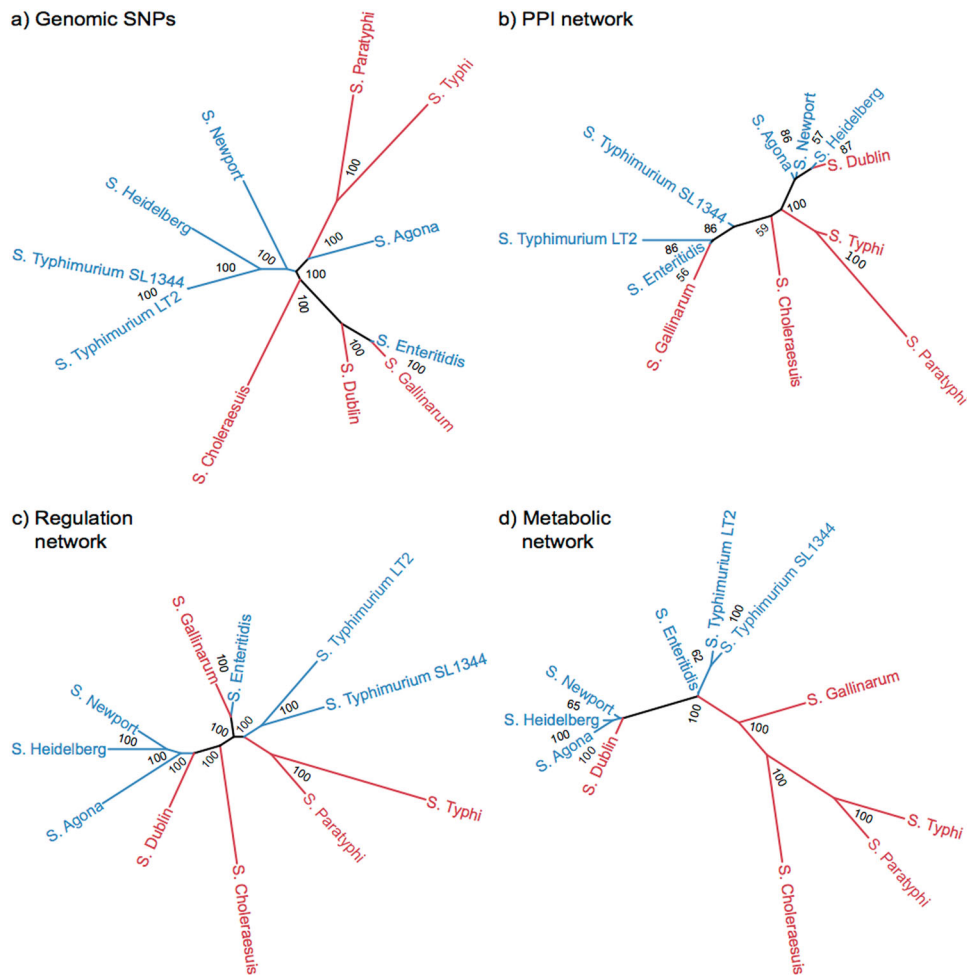 a) Genomic SNPs
S. Paratyphi
S. Typhi
S. Newport
100
S. Heidelberg
100
S. Agona
100
100
100
S. Typhimurium SL1344
100
S. Typhimurium LT2
100
S. Enteritidis
100
100
S. Gallinarum
S. Dublin
S. Choleraesuis
b) PPI network
S. Agona
86
S. Newport
57
S. Heidelberg
87
S. Dublin
S. Typhimurium SL1344
100
86
59
S. Typhimurium LT2
86
S. Enteritidis
56
S. Gallinarum
S. Typhi
100
S. Choleraesuis
S. Paratyphi
c) Regulation
network
S. Typhimurium LT2
S. Gallinarum
100
S. Enteritidis
S. Typhimurium SL1344
100
100
100
S. Newport
100
S. Heidelberg
100
100
100
S. Agona
100
S. Typhi
S. Paratyphi
S. Dublin
S. Choleraesuis
d) Metabolic
network
S. Typhimurium LT2
S. Typhimurium SL1344
100
S. Enteritidis
62
100
S. Newport
65
S. Heidelberg
100
S. Agona
100
S. Dublin
S. Gallinarum
100
100
S. Typhi
100
S. Paratyphi
S. Choleraesuis